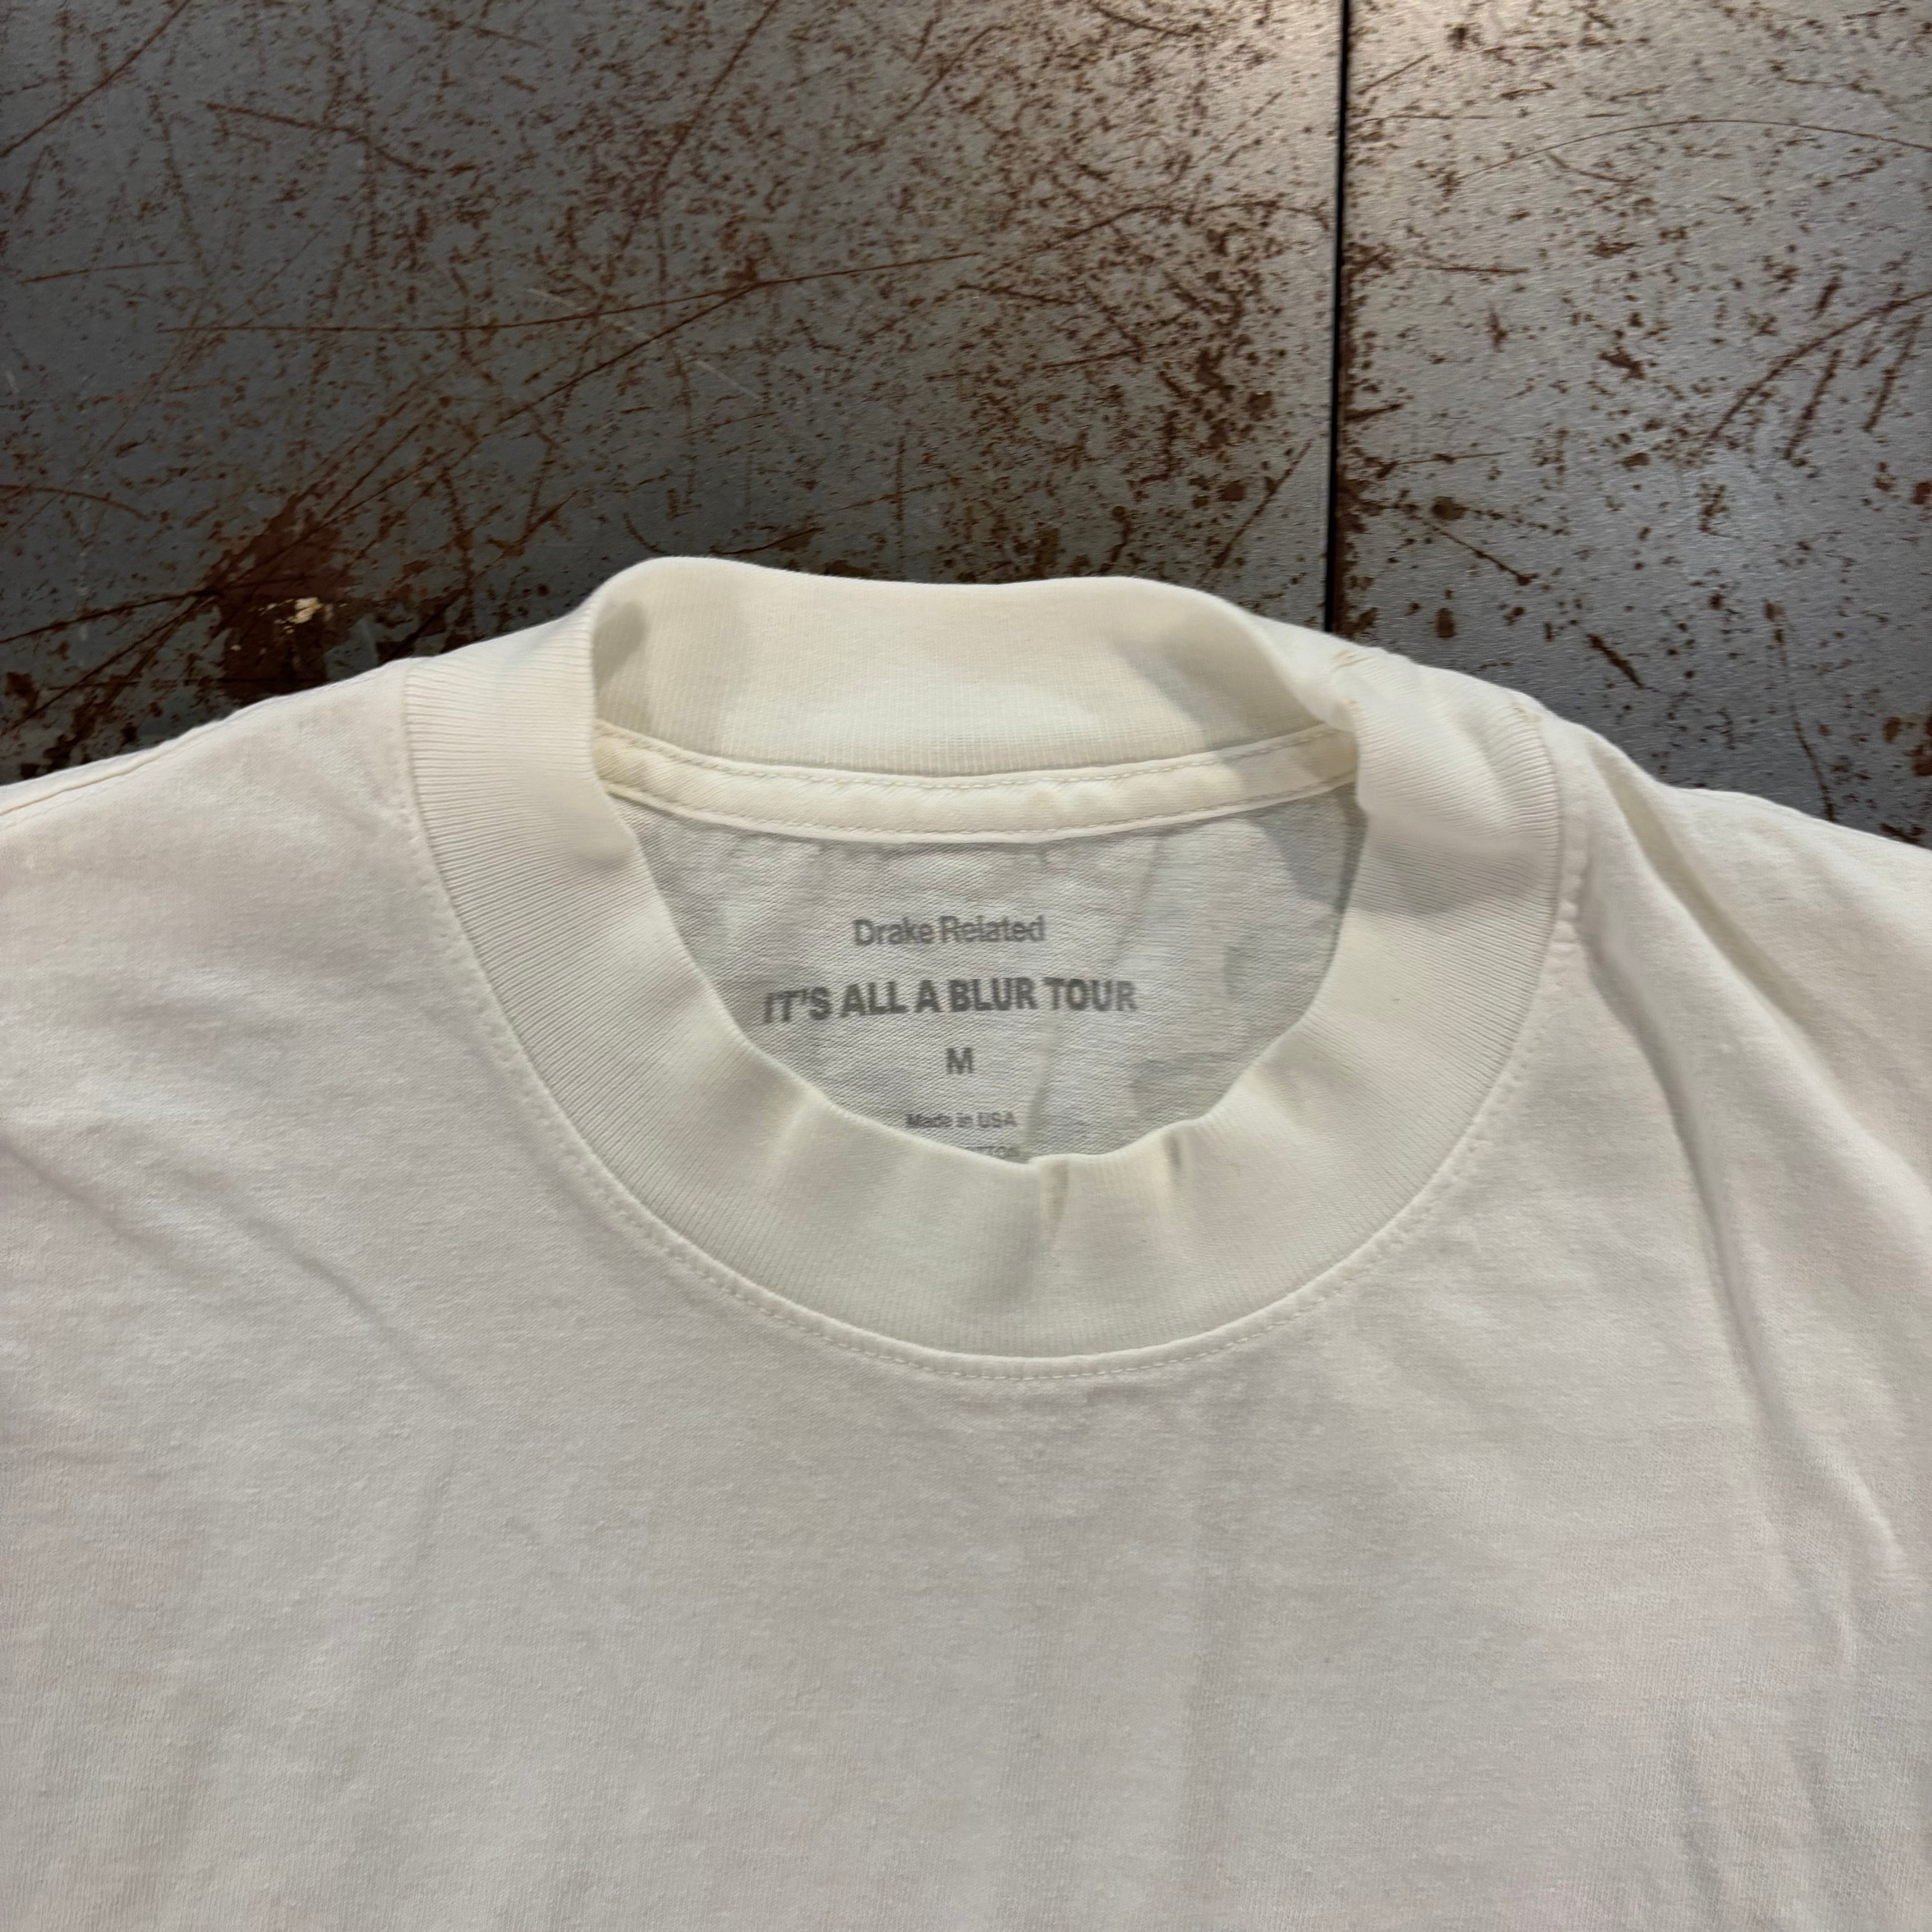 Drake Related
IT'S ALL A BLUR TOUR
M
Made in USA